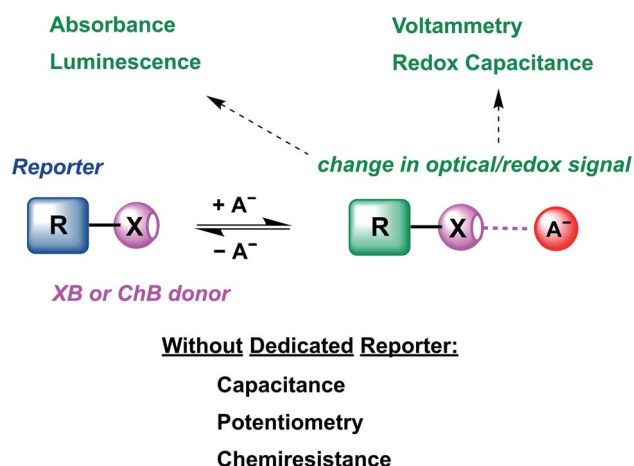 Absorbance
Luminescence
Voltammetry
Redox Capacitance
Reporter
change in optical/redox signal
R
X
+ A⁻
− A⁻
R
X
A⁻
XB or ChB donor
Without Dedicated Reporter:
Capacitance
Potentiometry
Chemiresistance